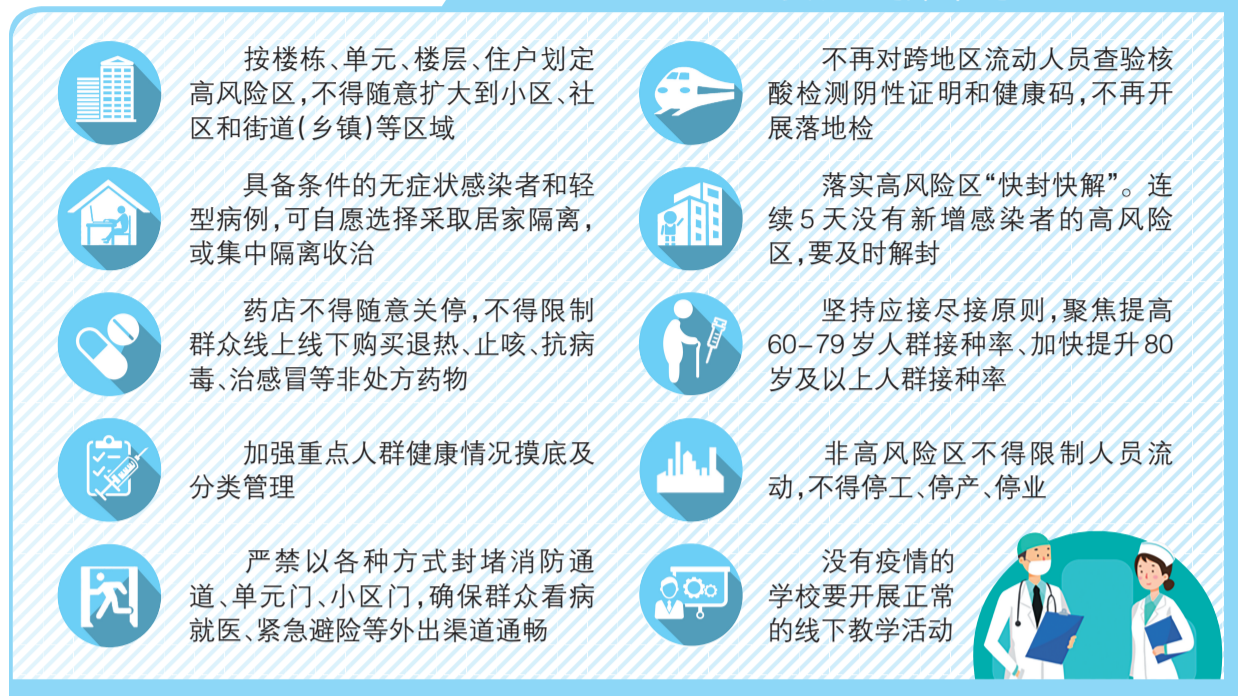 按楼栋、单元、楼层、住户划定
高风险区,不得随意扩大到小区、社
区和街道(乡镇)等区域
不再对跨地区流动人员查验核
酸检测阴性证明和健康码,不再开
展落地检
具备条件的无症状感染者和轻
型病例,可自愿选择采取居家隔离,
或集中隔离收治
落实高风险区“快封快解”。连
续5天没有新增感染者的高风险
区,要及时解封
药店不得随意关停,不得限制
群众线上线下购买退热、止咳、抗病
毒、治感冒等非处方药物
坚持应接尽接原则,聚焦提高
60-79岁人群接种率、加快提升80
岁及以上人群接种率
加强重点人群健康情况摸底及
分类管理
非高风险区不得限制人员流
动,不得停工、停产、停业
严禁以各种方式封堵消防通
道、单元门、小区门,确保群众看病
就医、紧急避险等外出渠道通畅
没有疫情的
学校要开展正常
的线下教学活动